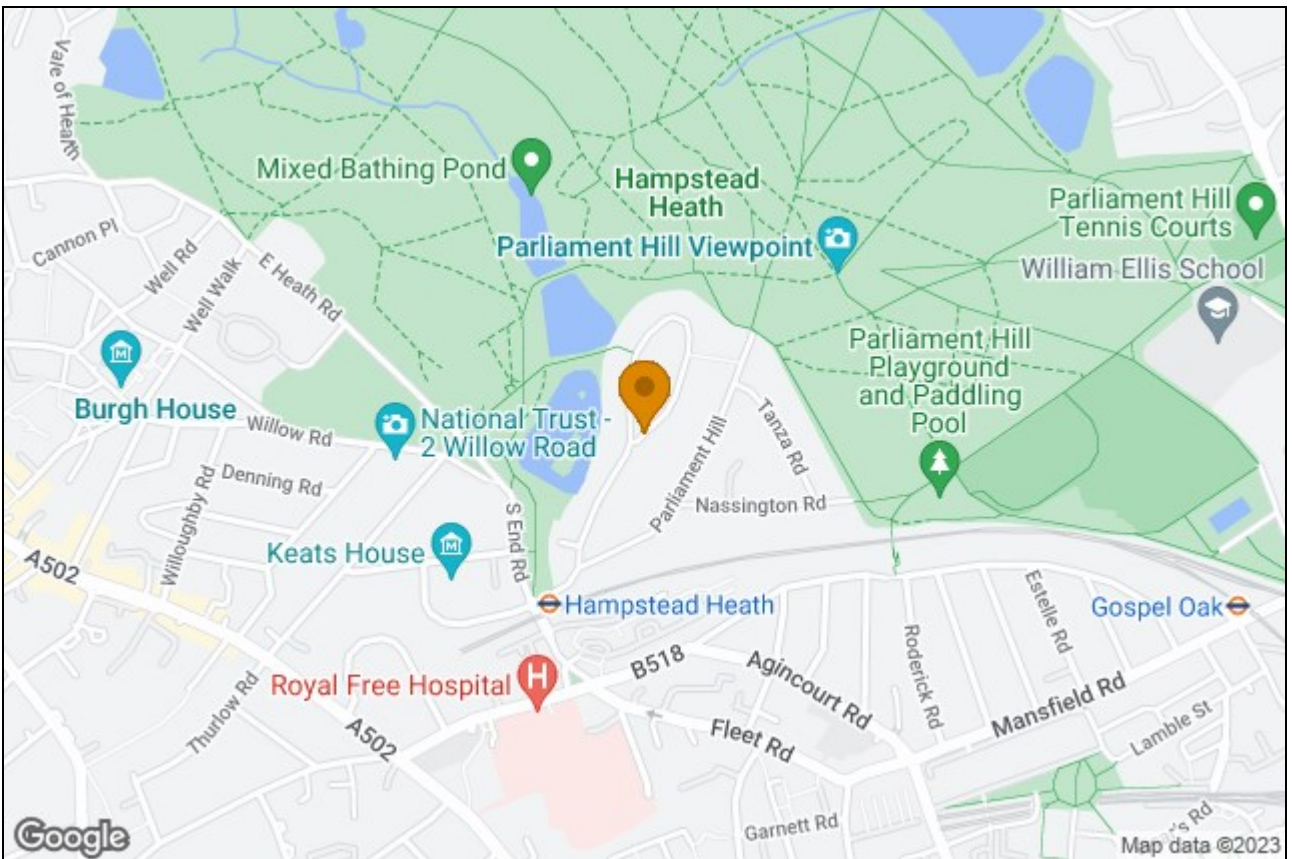 Vale of Health
Mixed Bathing Pond
Hampstead
Heath
Parliament Hill
Tennis Courts
Cannon Pl
Well Rd
Well Walk
E Heath Rd
Parliament Hill Viewpoint
William Ellis School
Parliament Hill
Playground
and Paddling
Pool
Burgh House
Willow Rd
National Trust -
2 Willow Road
Tanza Rd
Parliament Hill
Denning Rd
Willoughby Rd
Nassington Rd
S End Rd
Keats House
A502
Hampstead Heath
Estelle Rd
Gospel Oak
Roderick Rd
Royal Free Hospital
B518
Agincourt Rd
Mansfield Rd
Thurlow Rd
A502
Fleet Rd
Lamble St
Garnett Rd
Google
Map data ©2023